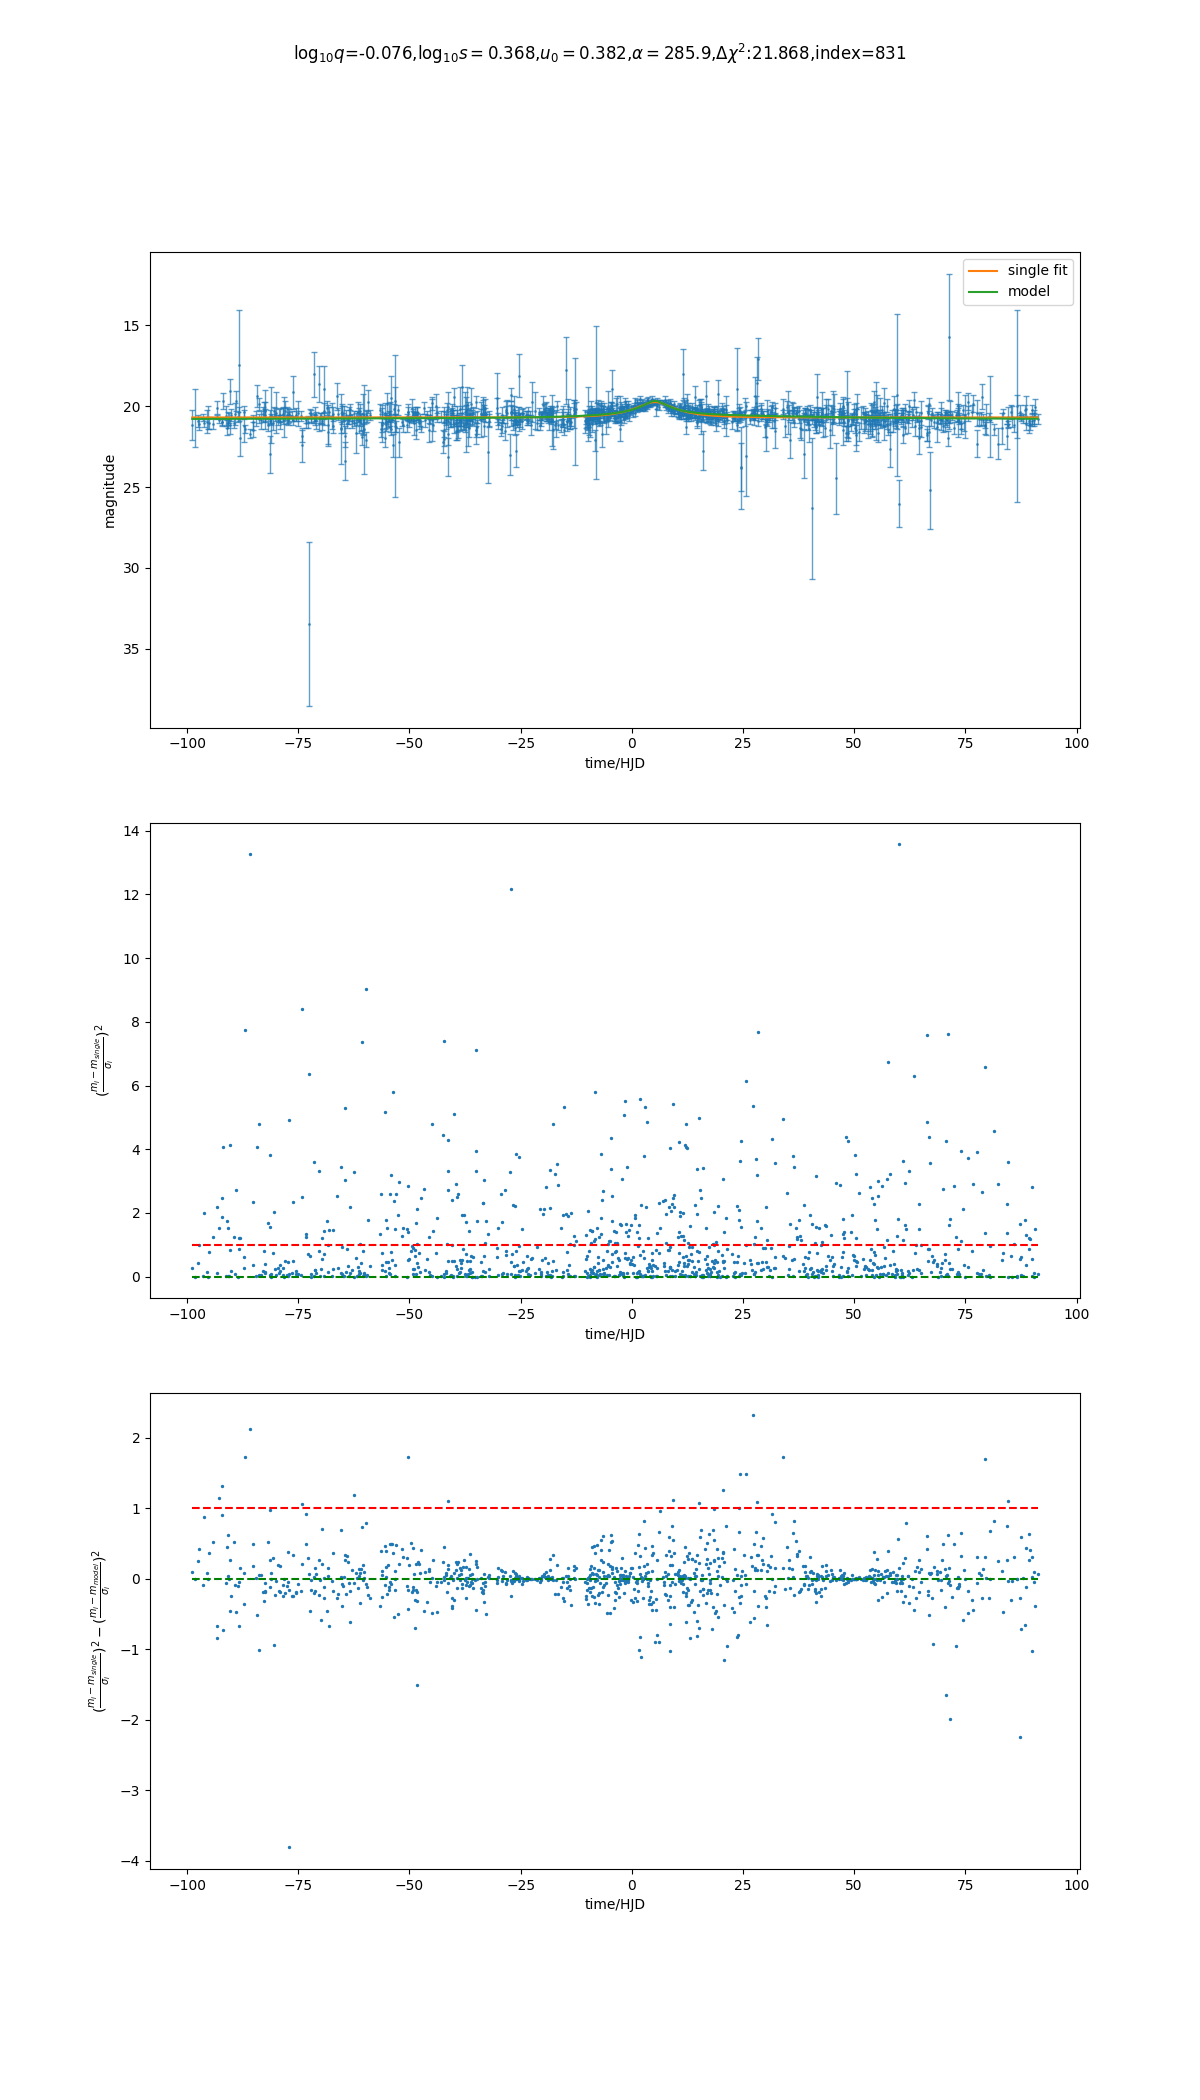 log₁₀q=-0.076,log₁₀s = 0.368,u₀ = 0.382,α = 285.9,Δχ²:21.868,index=831
single fit
model
15
20
25
30
35
magnitude
−100 −75 −50 −25 0 25 50 75 100
time/HJD
14
12
10
8
6
4
2
0
((mᵢ − m_single)/σᵢ)²
−100 −75 −50 −25 0 25 50 75 100
time/HJD
2
1
0
−1
−2
−3
−4
((mᵢ − m_single)/σᵢ)² − ((mᵢ − m_model)/σᵢ)²
−100 −75 −50 −25 0 25 50 75 100
time/HJD